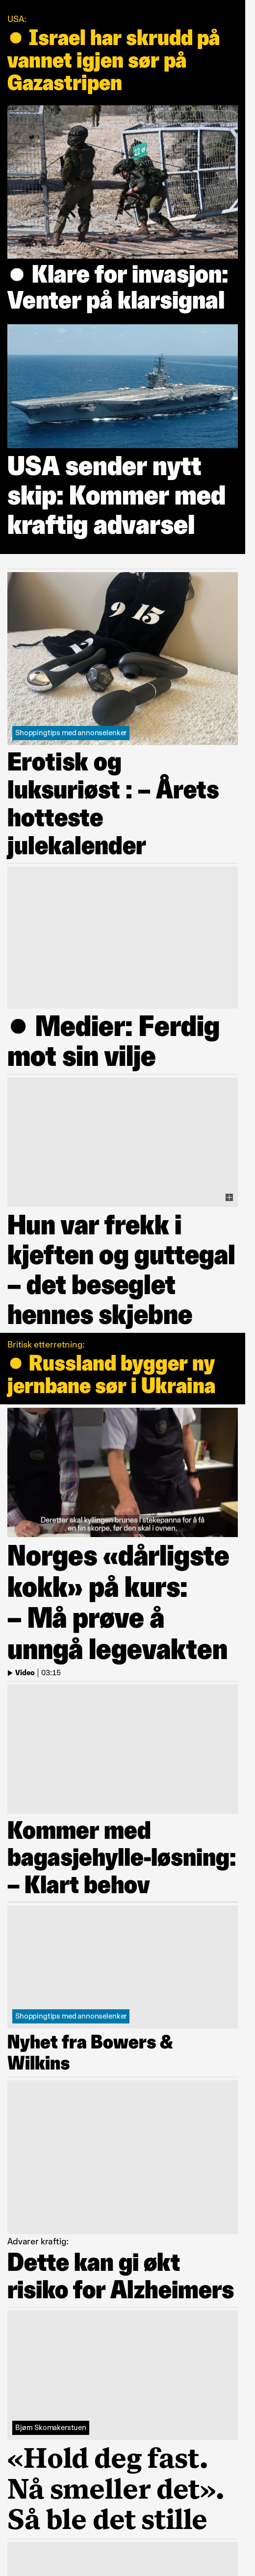 USA:
● Israel har skrudd på
vannet igjen sør på
Gazastripen
● Klare for invasjon:
Venter på klarsignal
USA sender nytt
skip: Kommer med
kraftig advarsel
9 15
12
Shoppingtips med annonselenker
Erotisk og
luksuriøst : – Årets
hotteste
julekalender
● Medier: Ferdig
mot sin vilje
Hun var frekk i
kjeften og guttegal
– det beseglet
hennes skjebne
Britisk etterretning:
● Russland bygger ny
jernbane sør i Ukraina
Deretter skal kyllingen brunes i stekepanna for å få
en fin skorpe, før den skal i ovnen.
Norges «dårligste
kokk» på kurs:
– Må prøve å
unngå legevakten
Video | 03:15
Kommer med
bagasjehylle-løsning:
– Klart behov
Shoppingtips med annonselenker
Nyhet fra Bowers &
Wilkins
Advarer kraftig:
Dette kan gi økt
risiko for Alzheimers
Bjørn Skomakerstuen
«Hold deg fast.
Nå smeller det».
Så ble det stille